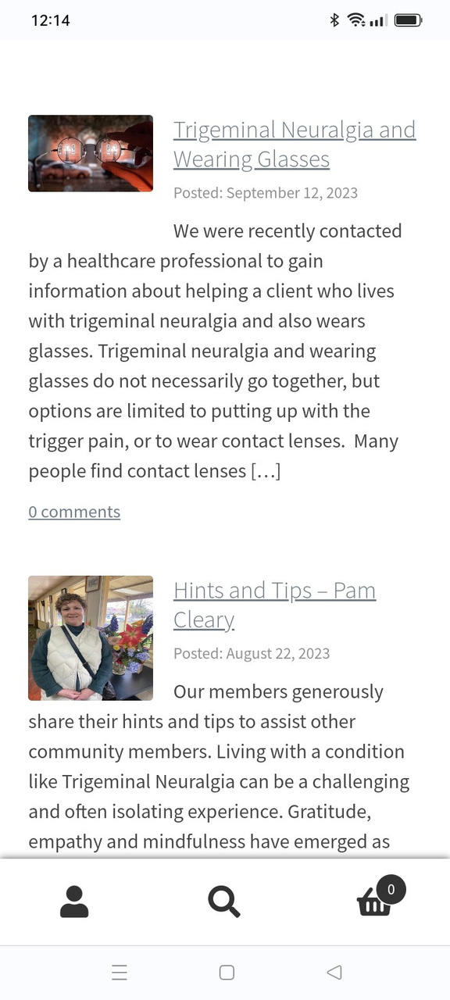 12:14
Trigeminal Neuralgia and
Wearing Glasses
Posted: September 12, 2023
We were recently contacted
by a healthcare professional to gain
information about helping a client who lives
with trigeminal neuralgia and also wears
glasses. Trigeminal neuralgia and wearing
glasses do not necessarily go together, but
options are limited to putting up with the
trigger pain, or to wear contact lenses.  Many
people find contact lenses […]
0 comments
Hints and Tips – Pam
Cleary
Posted: August 22, 2023
Our members generously
share their hints and tips to assist other
community members. Living with a condition
like Trigeminal Neuralgia can be a challenging
and often isolating experience. Gratitude,
empathy and mindfulness have emerged as
0